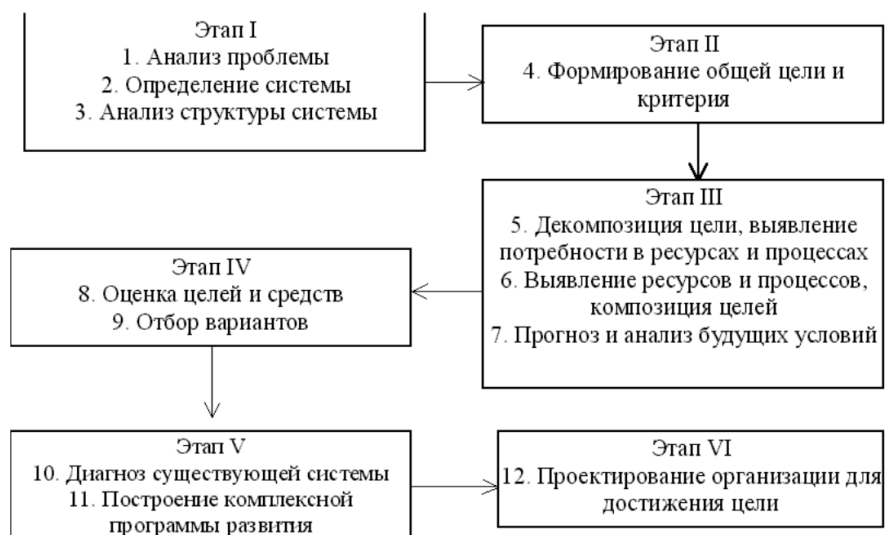 Этап I
1. Анализ проблемы
2. Определение системы
3. Анализ структуры системы
Этап II
4. Формирование общей цели и
критерия
Этап III
5. Декомпозиция цели, выявление
потребности в ресурсах и процессах
6. Выявление ресурсов и процессов,
композиция целей
7. Прогноз и анализ будущих условий
Этап IV
8. Оценка целей и средств
9. Отбор вариантов
Этап V
10. Диагноз существующей системы
11. Построение комплексной
программы развития
Этап VI
12. Проектирование организации для
достижения цели